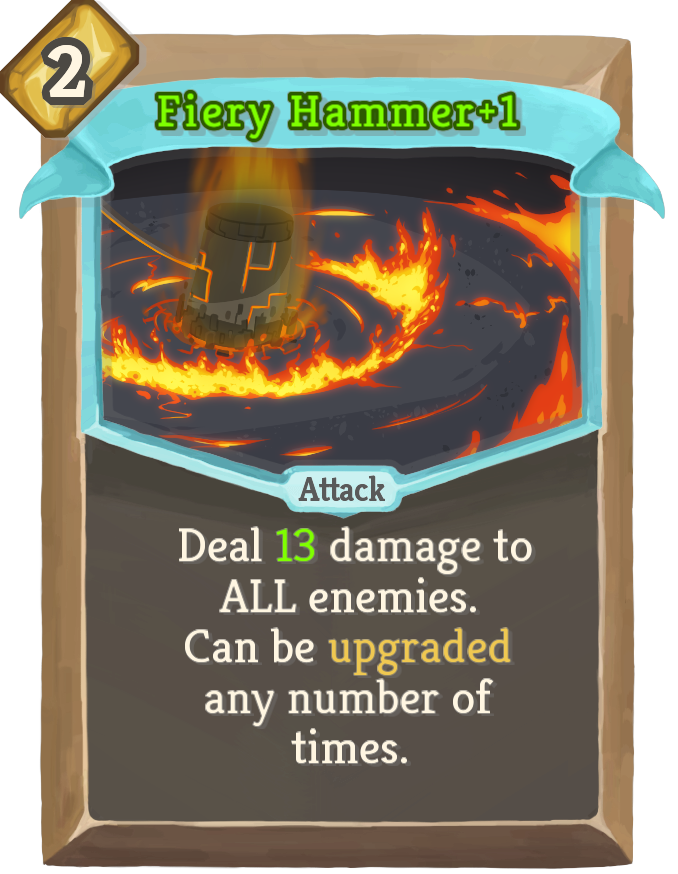 2
Fiery Hammer+1
Attack
Deal 13 damage to
ALL enemies.
Can be upgraded
any number of
times.